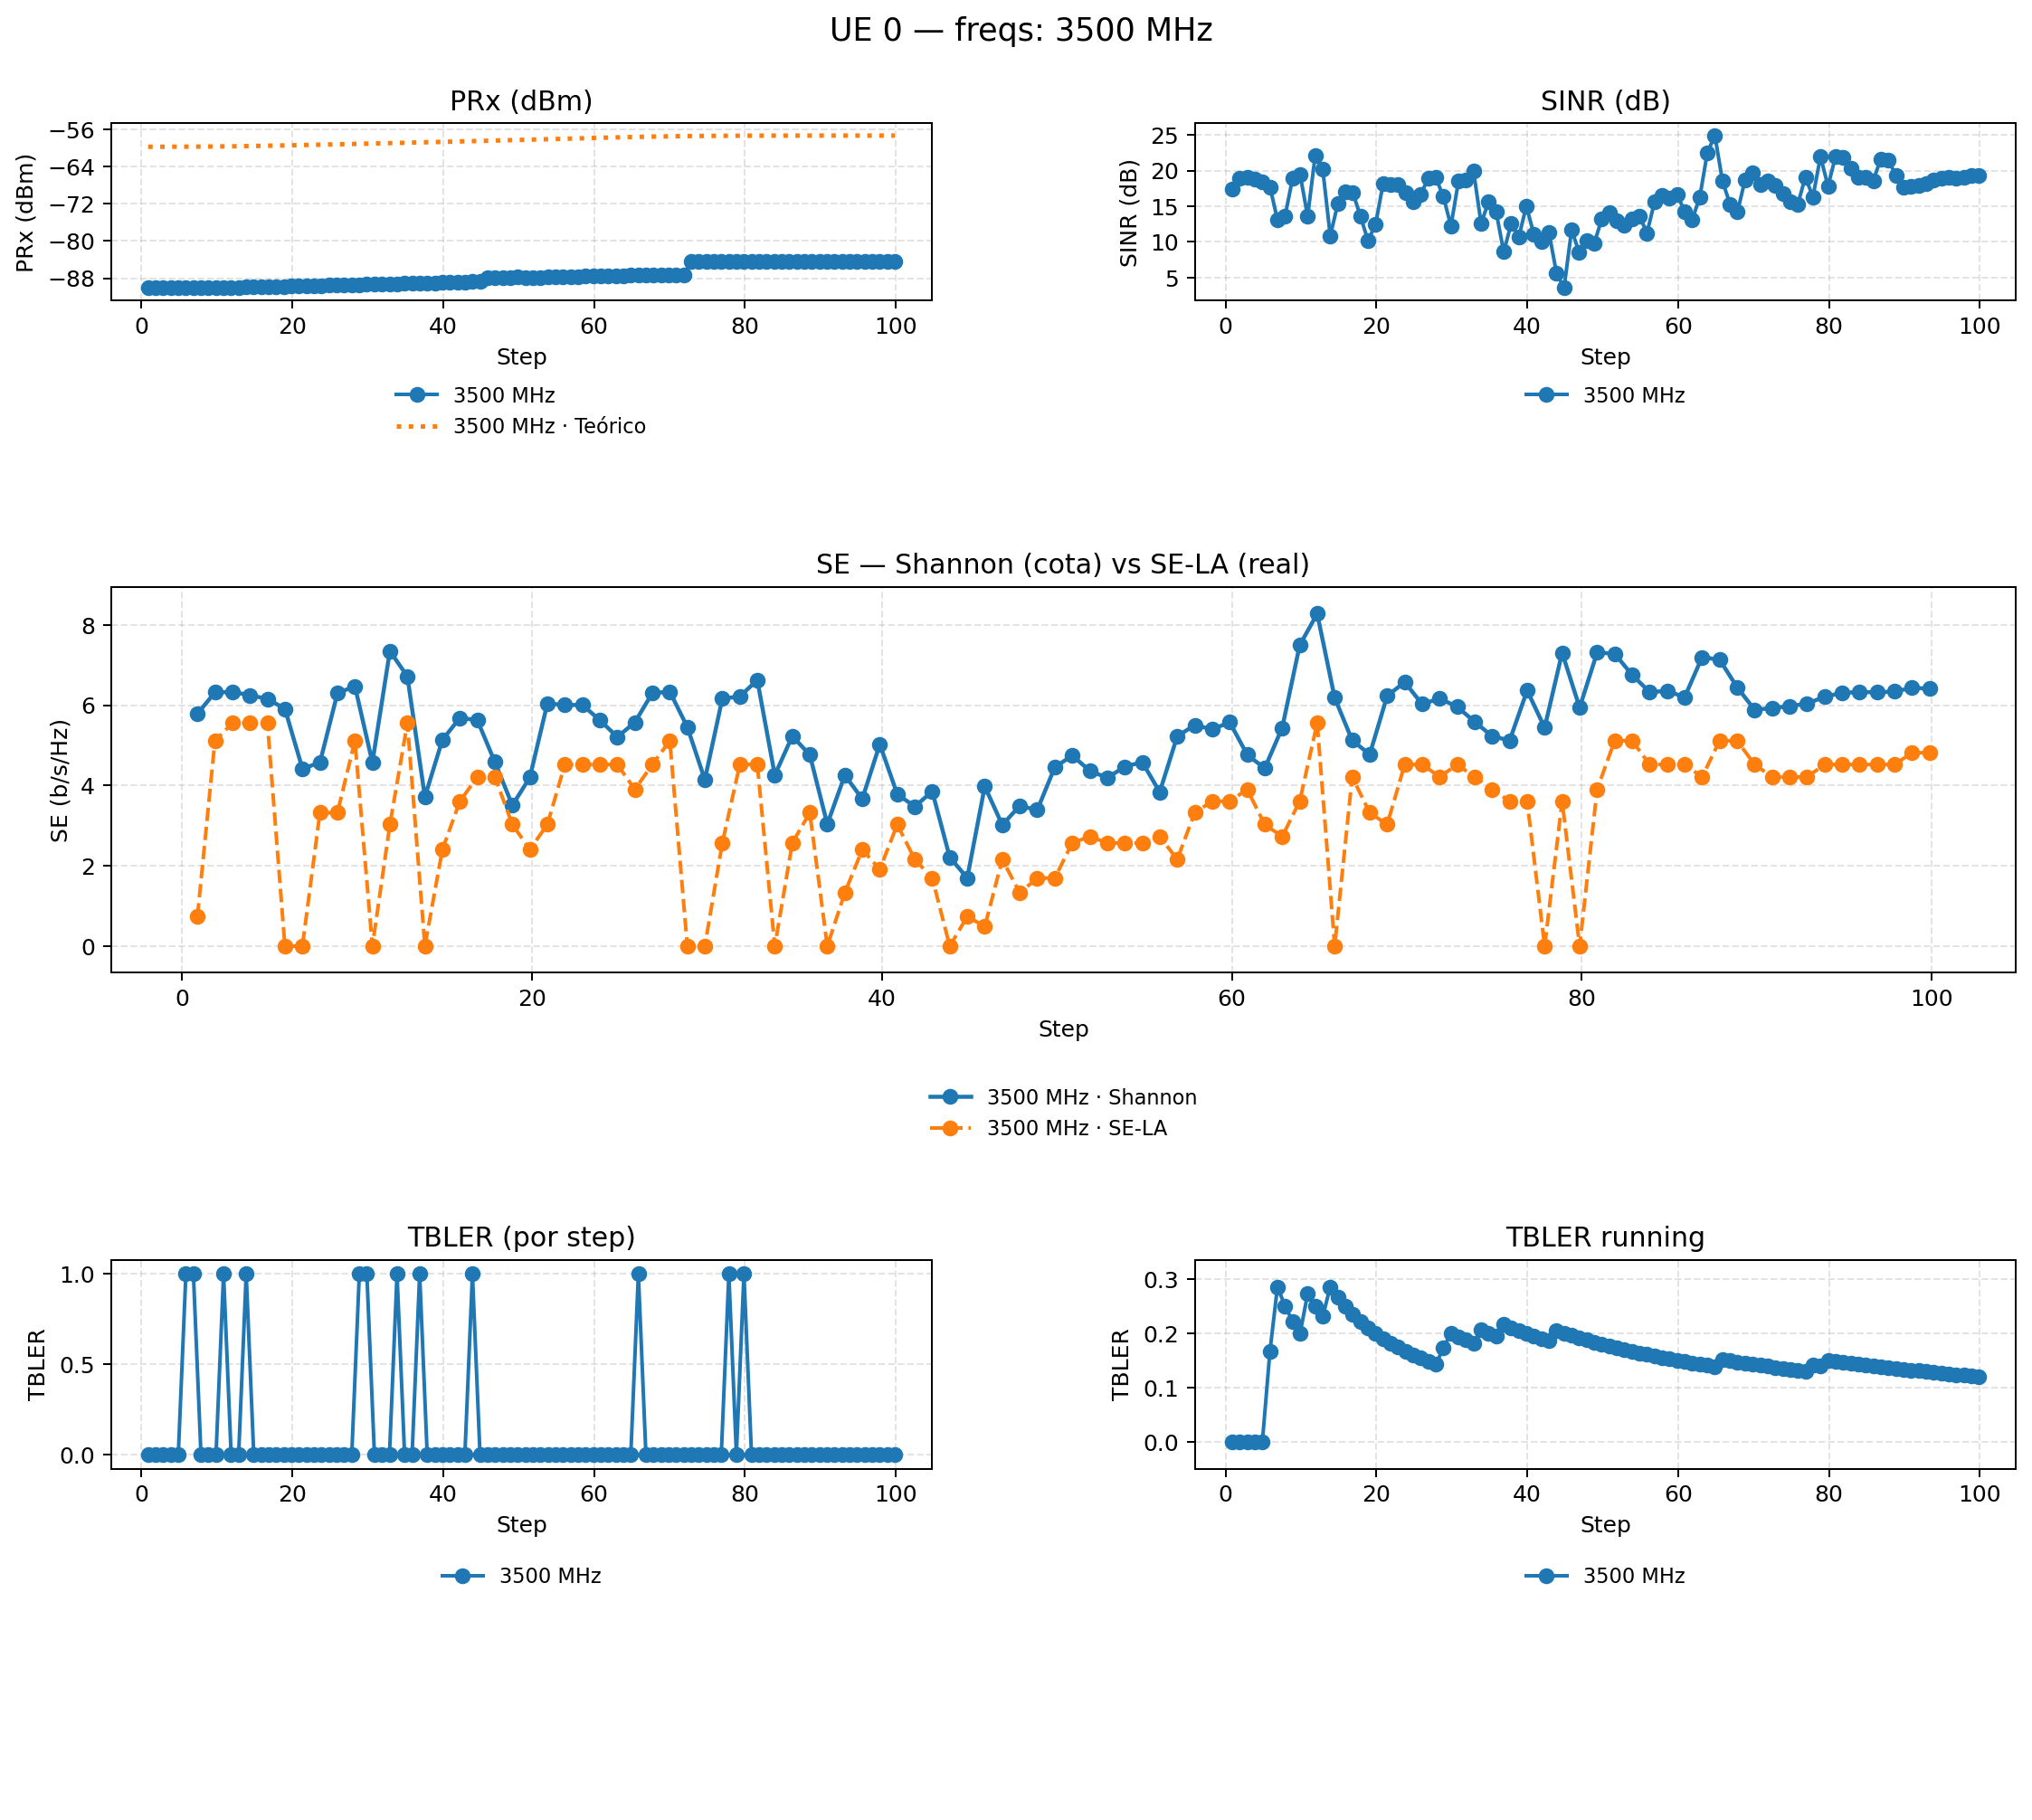 UE 0 — freqs: 3500 MHz
PRx (dBm)
PRx (dBm)
−56
−64
−72
−80
−88
0 20 40 60 80 100
Step
3500 MHz
3500 MHz · Teórico
SINR (dB)
SINR (dB)
25
20
15
10
5
0 20 40 60 80 100
Step
3500 MHz
SE — Shannon (cota) vs SE-LA (real)
SE (b/s/Hz)
8
6
4
2
0
0 20 40 60 80 100
Step
3500 MHz · Shannon
3500 MHz · SE-LA
TBLER (por step)
TBLER
1.0
0.5
0.0
0 20 40 60 80 100
Step
3500 MHz
TBLER running
TBLER
0.3
0.2
0.1
0.0
0 20 40 60 80 100
Step
3500 MHz